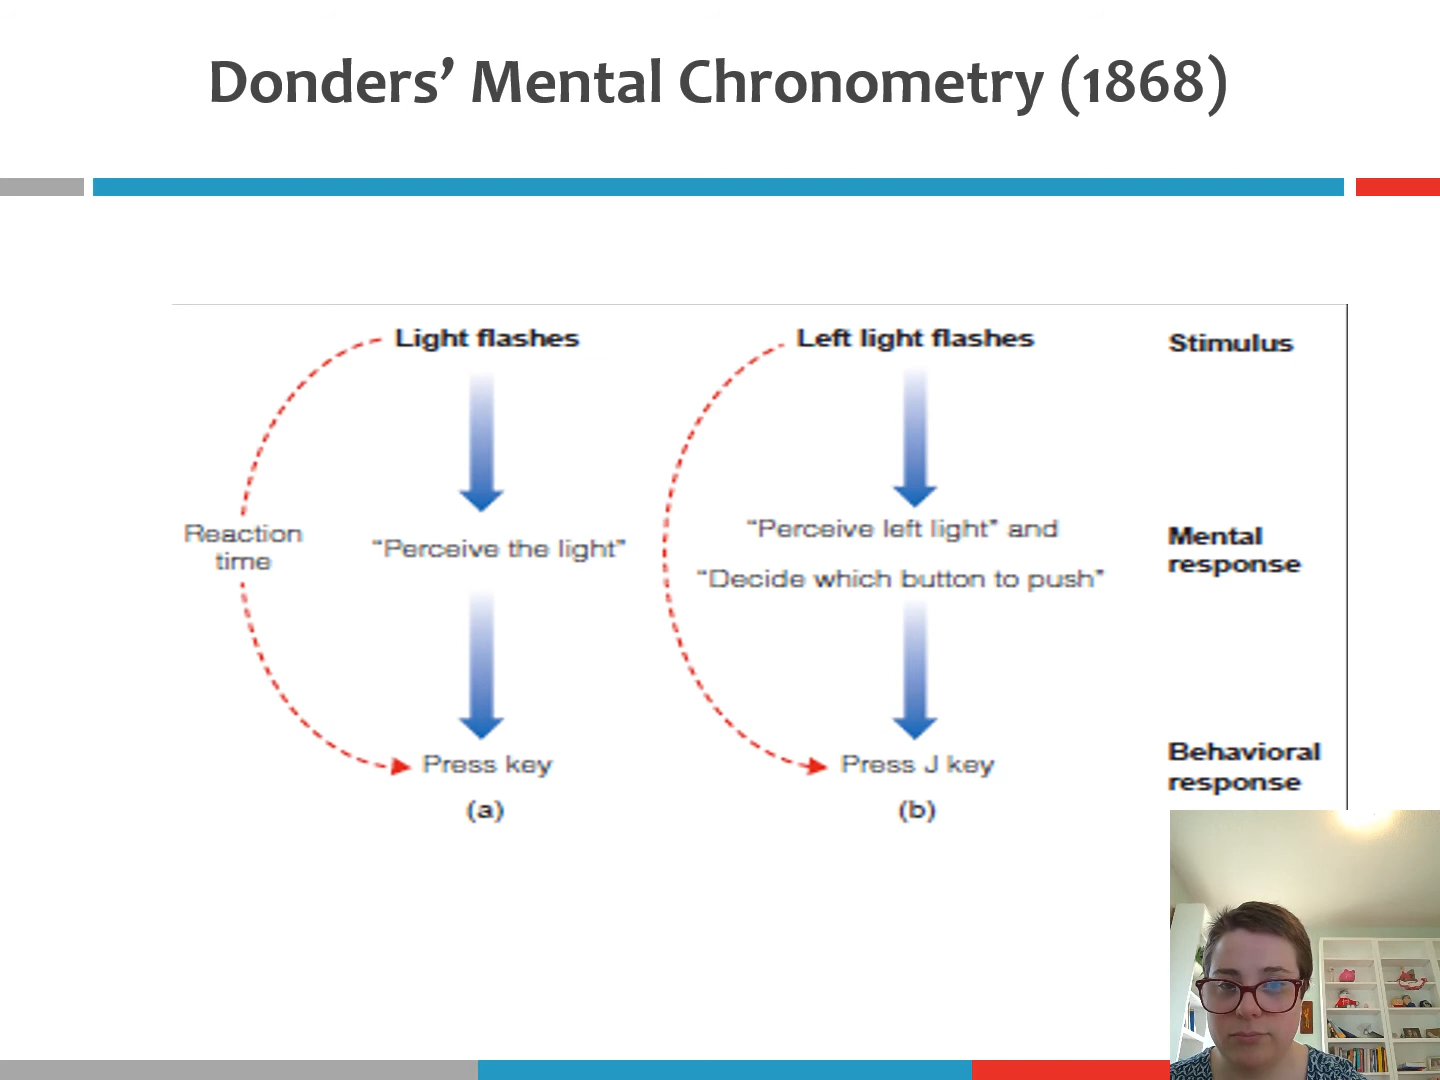 Donders’ Mental Chronometry (1868)
Light flashes
Left light flashes
Stimulus
Reaction
time
“Perceive the light”
“Perceive left light” and
“Decide which button to push”
Mental
response
Press key
Press J key
Behavioral
response
(a)
(b)